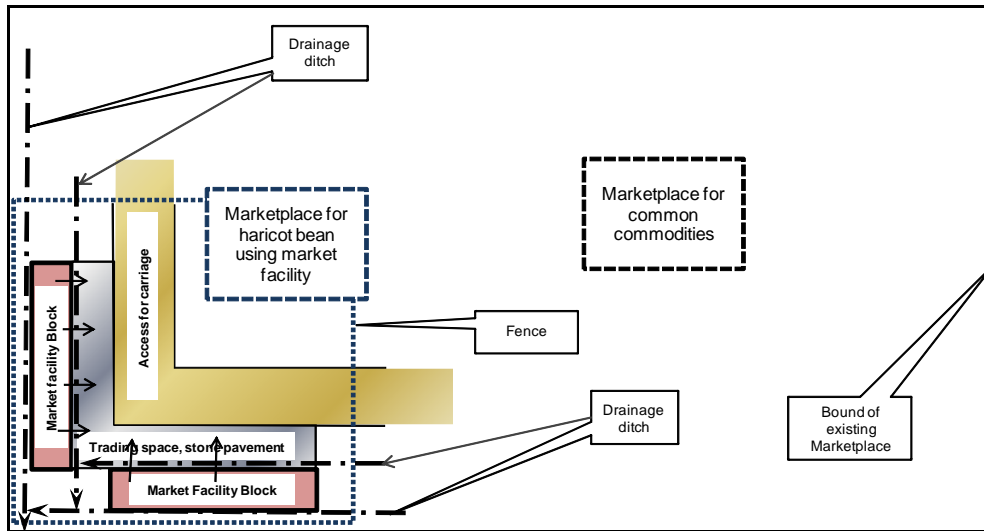 Drainage
ditch
Marketplace for
haricot bean
using market
facility
Marketplace for
common
commodities
Access for carriage
Market facility Block
Fence
Trading space, stone-pavement
Market Facility Block
Drainage
ditch
Bound of
existing
Marketplace